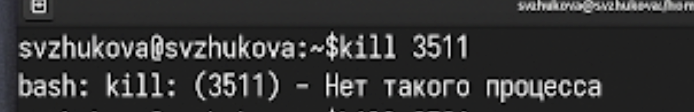 svzhukova@svzhukova:~$kill 3511
bash: kill: (3511) – Нет такого процесса